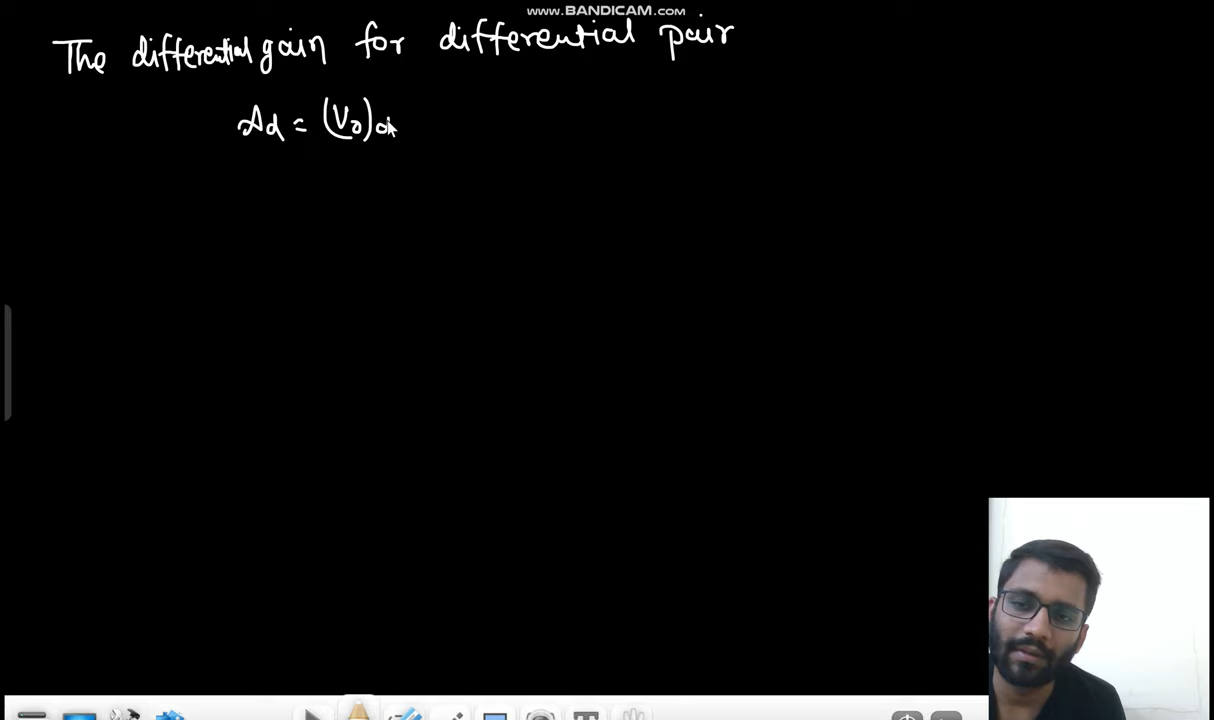 www.BANDICAM.com
The differential gain for differential pair
Ad = (Vo)d